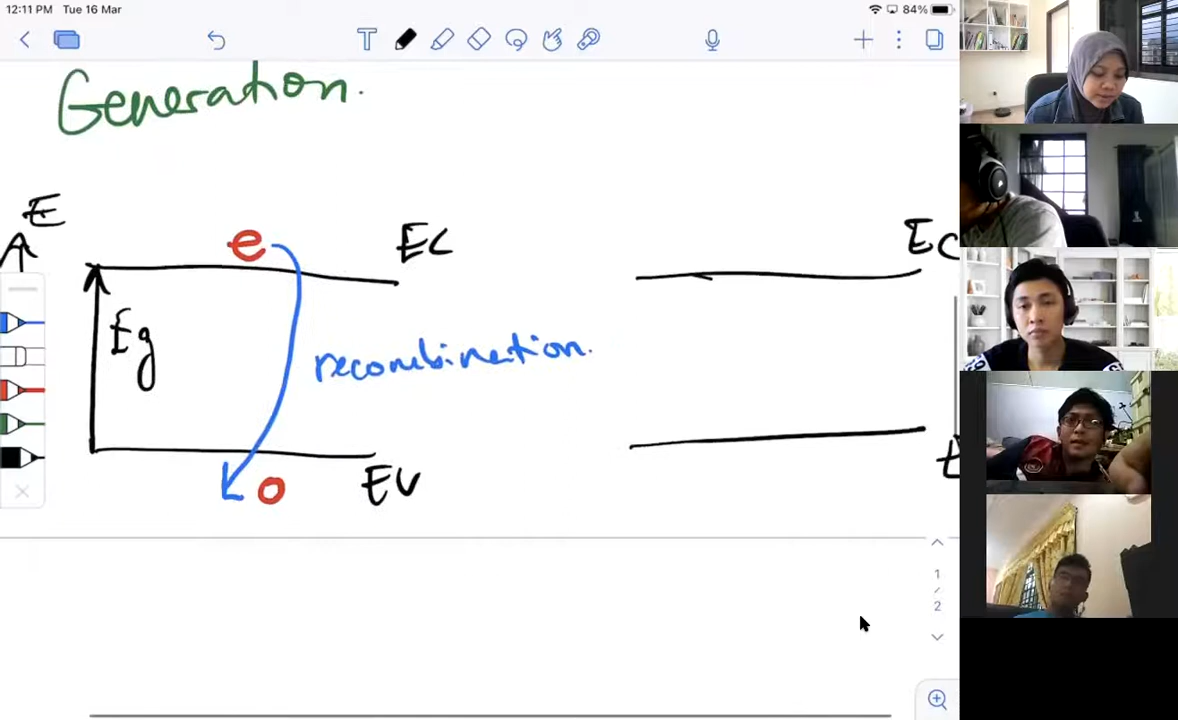 12:11 PM Tue 16 Mar
84%
T
Generation.
E
e
EC
EC
Eg
recombination.
o
EV
1
2